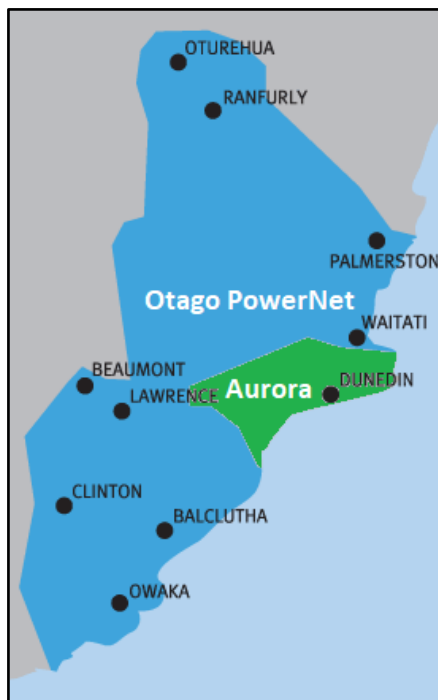 OTUREHUA
RANFURLY
PALMERSTON
Otago PowerNet
WAITATI
BEAUMONT
Aurora
DUNEDIN
LAWRENCE
CLINTON
BALCLUTHA
OWAKA